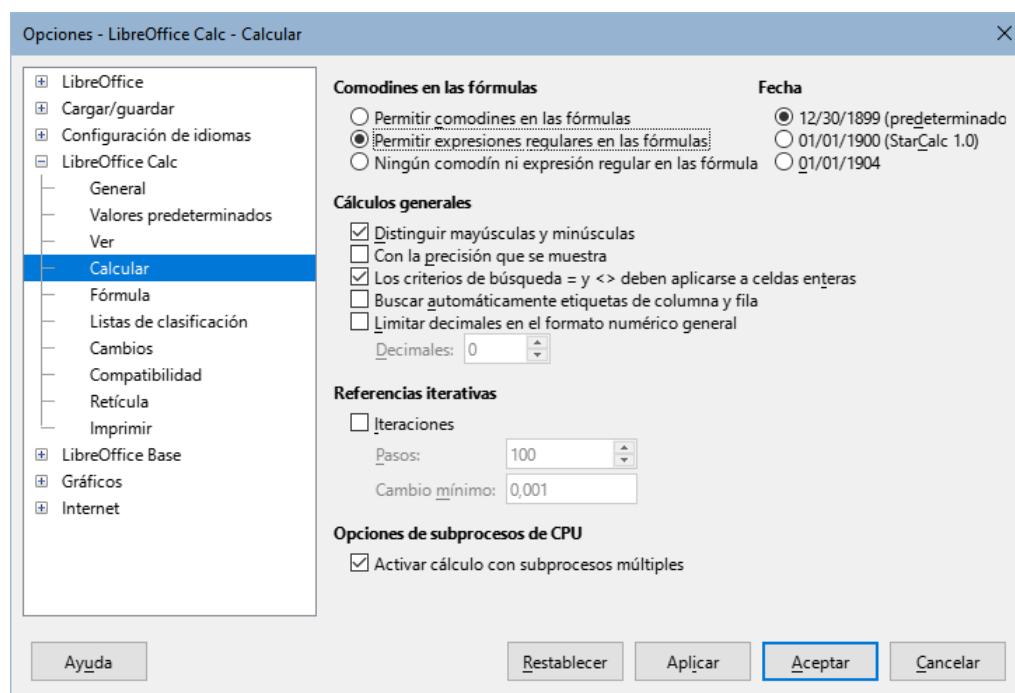 Opciones - LibreOffice Calc - Calcular
LibreOffice
Cargar/guardar
Configuración de idiomas
LibreOffice Calc
General
Valores predeterminados
Ver
Calcular
Fórmula
Listas de clasificación
Cambios
Compatibilidad
Retícula
Imprimir
LibreOffice Base
Gráficos
Internet
Comodines en las fórmulas
Permitir comodines en las fórmulas
Permitir expresiones regulares en las fórmulas
Ningún comodín ni expresión regular en las fórmula
Fecha
12/30/1899 (predeterminado
01/01/1900 (StarCalc 1.0)
01/01/1904
Cálculos generales
Distinguir mayúsculas y minúsculas
Con la precisión que se muestra
Los criterios de búsqueda = y <> deben aplicarse a celdas enteras
Buscar automáticamente etiquetas de columna y fila
Limitar decimales en el formato numérico general
Decimales: 0
Referencias iterativas
Iteraciones
Pasos: 100
Cambio mínimo: 0,001
Opciones de subprocesos de CPU
Activar cálculo con subprocesos múltiples
Ayuda Restablecer Aplicar Aceptar Cancelar